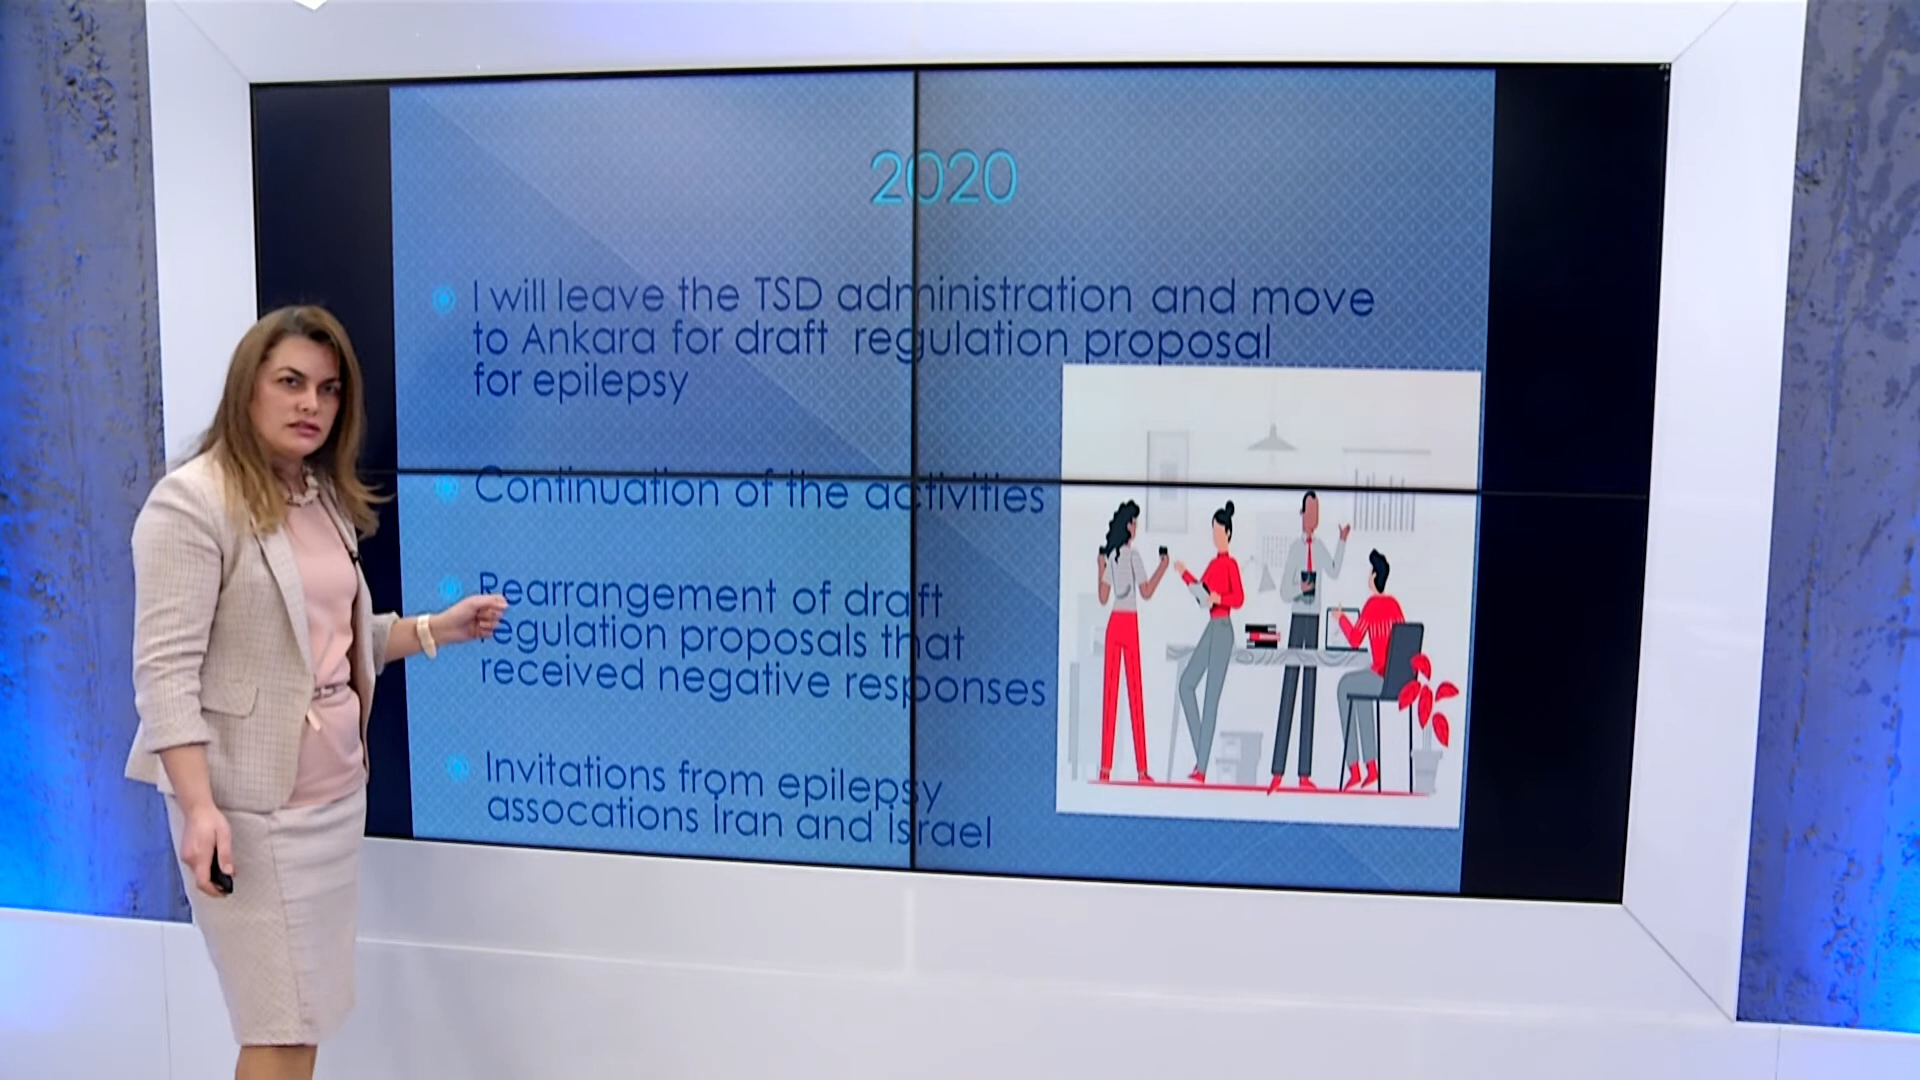 2020
I will leave the TSD administration and move
to Ankara for draft regulation proposal
for epilepsy
Continuation of the activities
Rearrangement of draft
regulation proposals that
received negative responses
Invitations from epilepsy
assocations Iran and Israel